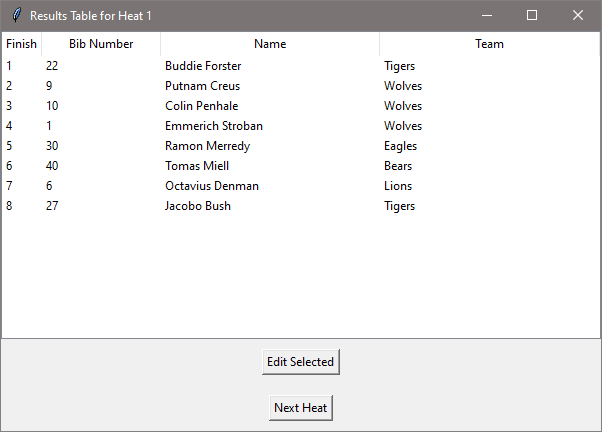 Results Table for Heat 1
Finish Bib Number Name Team
1 22 Buddie Forster Tigers
2 9 Putnam Creus Wolves
3 10 Colin Penhale Wolves
4 1 Emmerich Stroban Wolves
5 30 Ramon Merredy Eagles
6 40 Tomas Miell Bears
7 6 Octavius Denman Lions
8 27 Jacobo Bush Tigers
Edit Selected
Next Heat